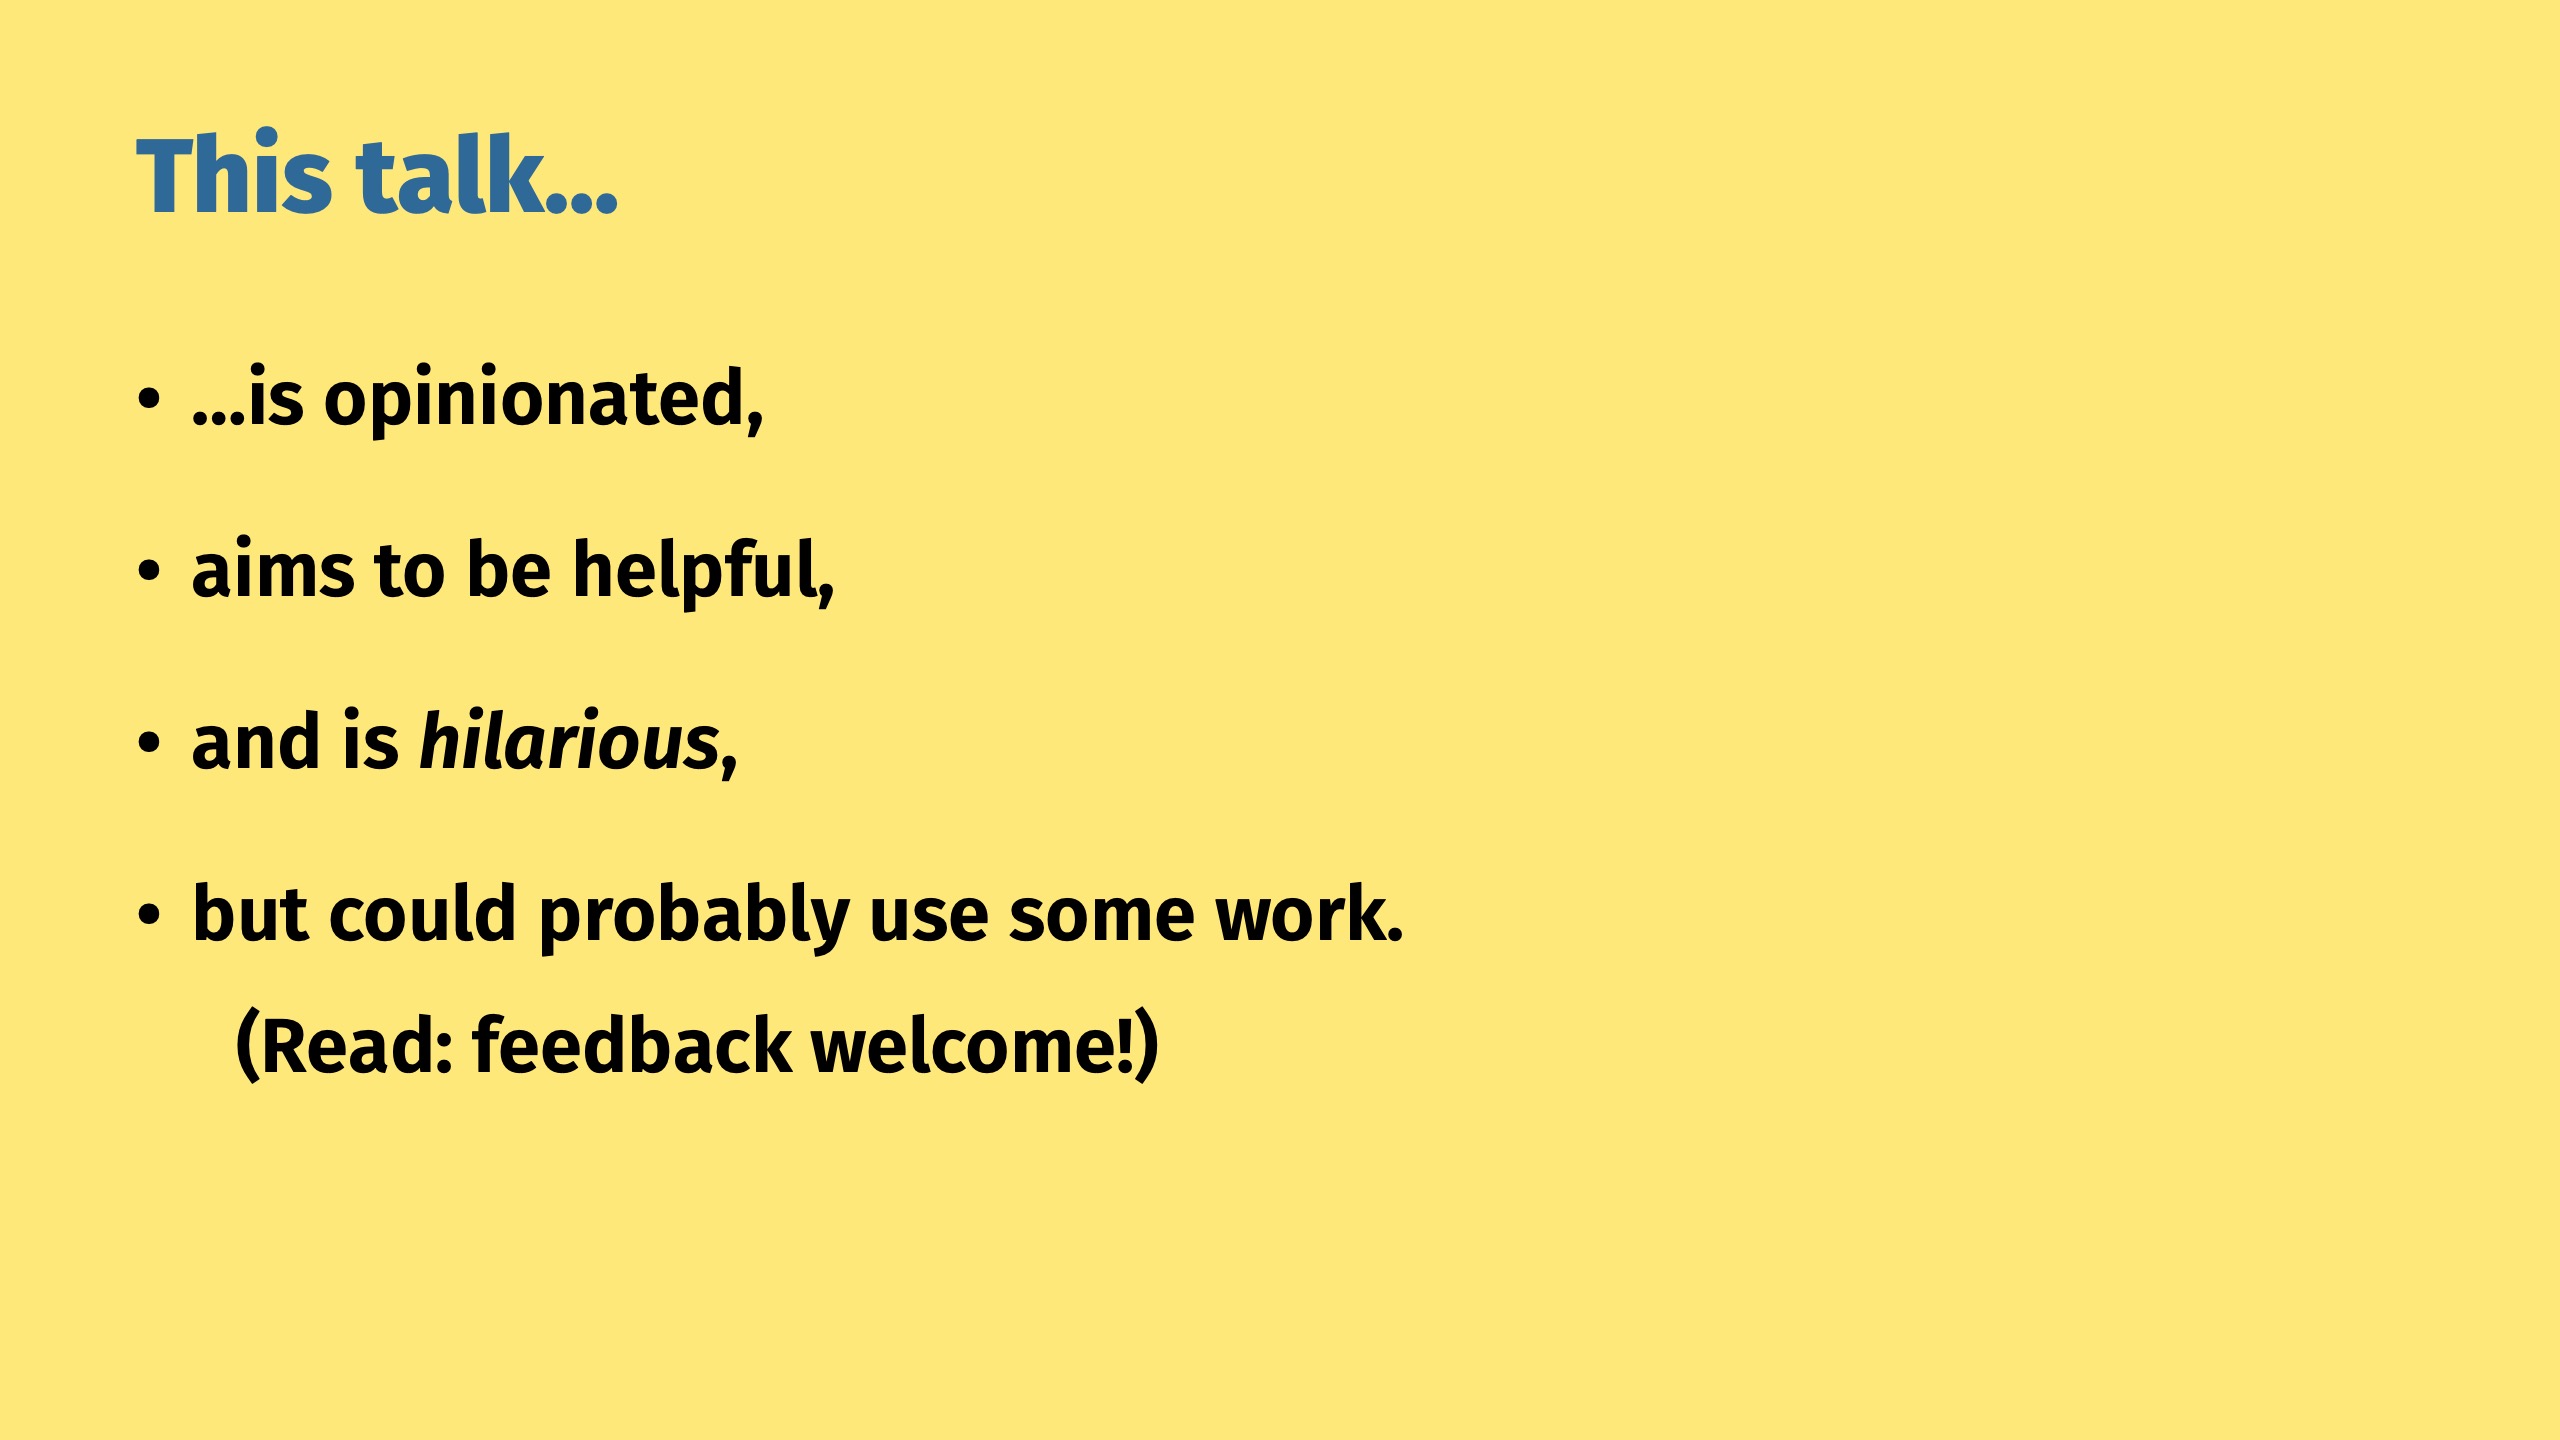 This talk…
• …is opinionated,
• aims to be helpful,
• and is hilarious,
• but could probably use some work.
(Read: feedback welcome!)